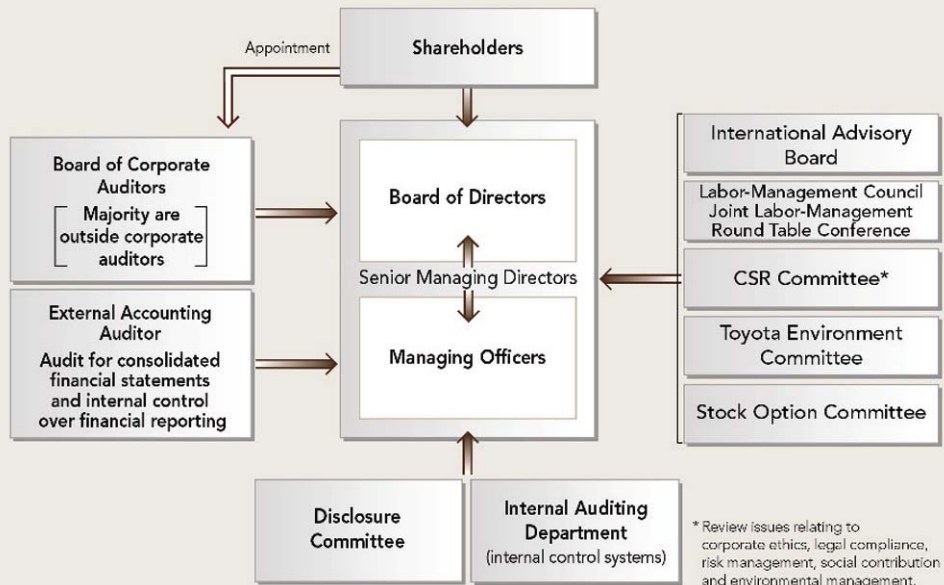 Shareholders
Appointment
Board of Corporate
Auditors
Majority are
outside corporate
auditors
External Accounting
Auditor
Audit for consolidated
financial statements
and internal control
over financial reporting
Board of Directors
Senior Managing Directors
Managing Officers
International Advisory
Board
Labor-Management Council
Joint Labor-Management
Round Table Conference
CSR Committee*
Toyota Environment
Committee
Stock Option Committee
Disclosure
Committee
Internal Auditing
Department
(internal control systems)
* Review issues relating to
corporate ethics, legal compliance,
risk management, social contribution
and environmental management.